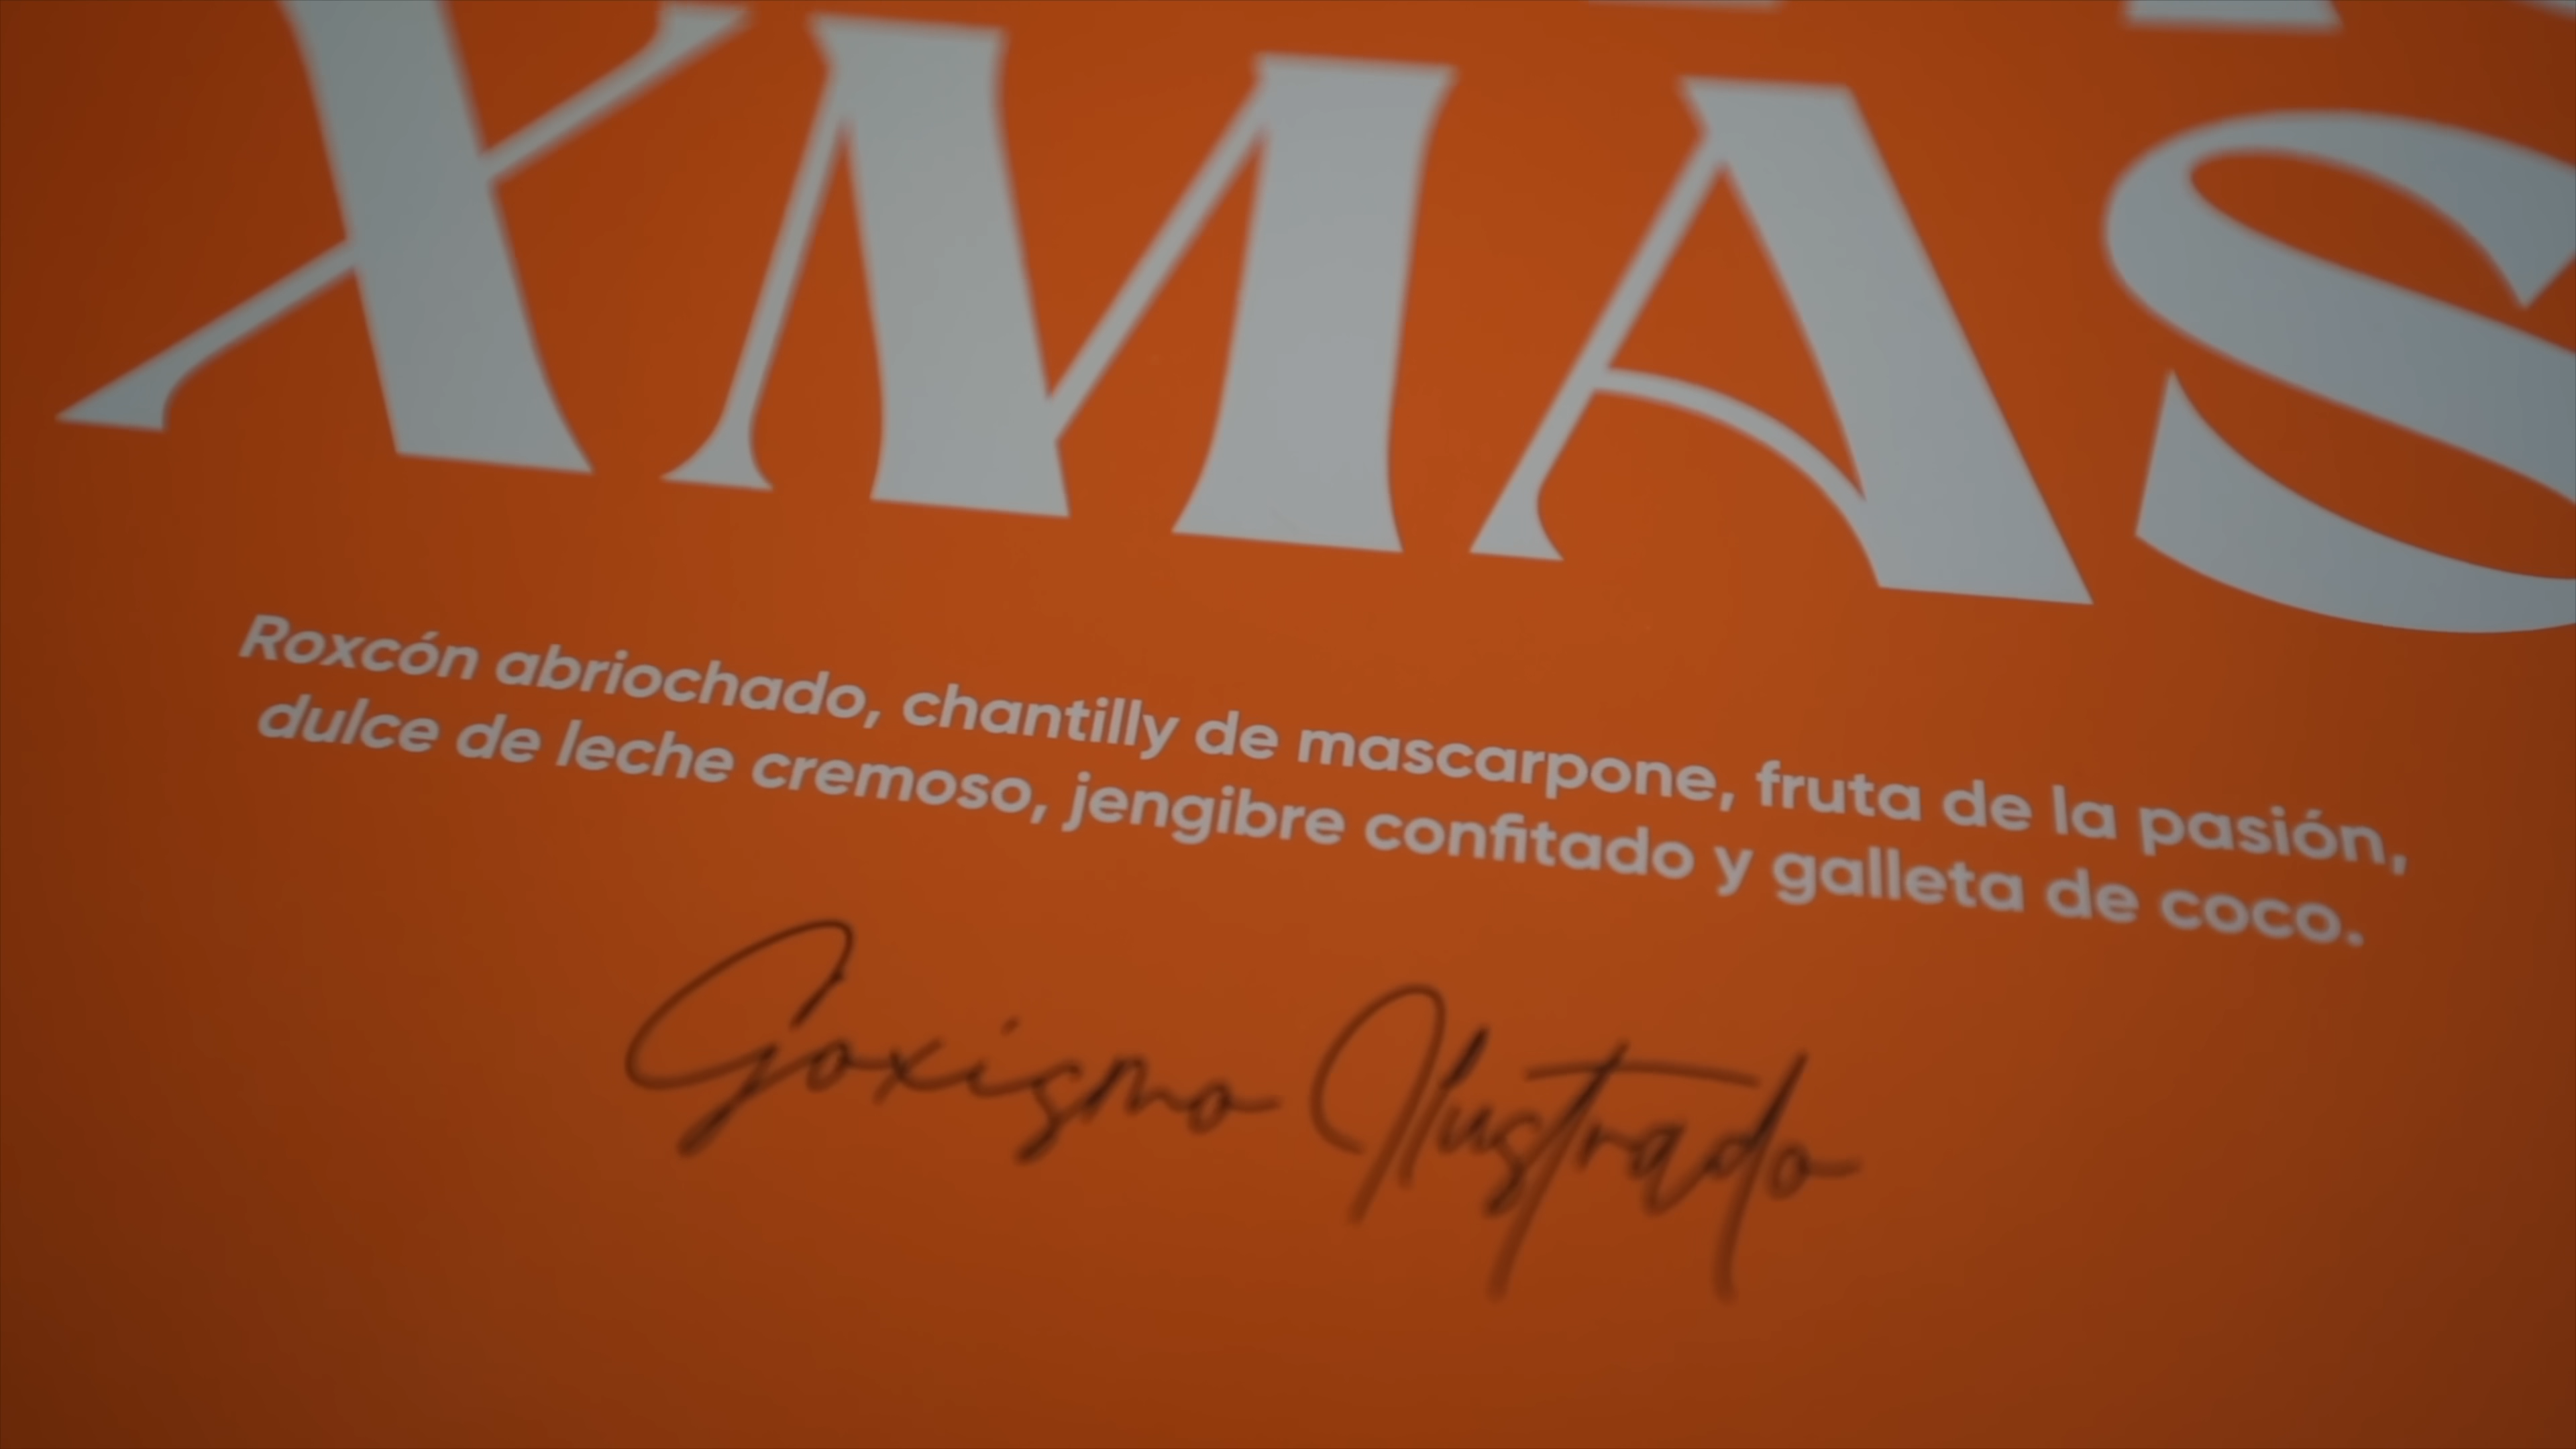 XMAS
Roxcón abriochado, chantilly de mascarpone, fruta de la pasión,
dulce de leche cremoso, jengibre confitado y galleta de coco.
Goxismo Ilustrado